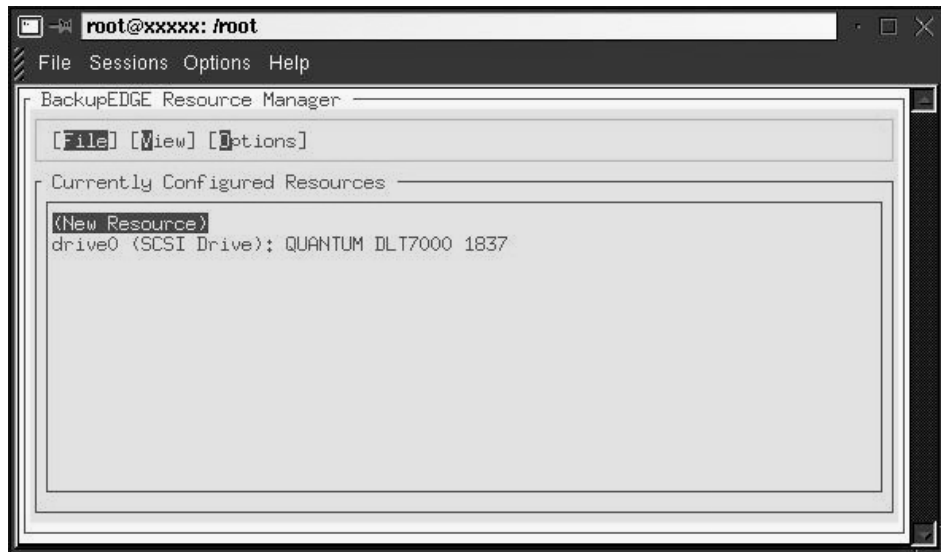 root@xxxxx: /root
File Sessions Options Help
BackupEDGE Resource Manager
[File] [View] [Options]
Currently Configured Resources
(New Resource)
drive0 (SCSI Drive): QUANTUM DLT7000 1837